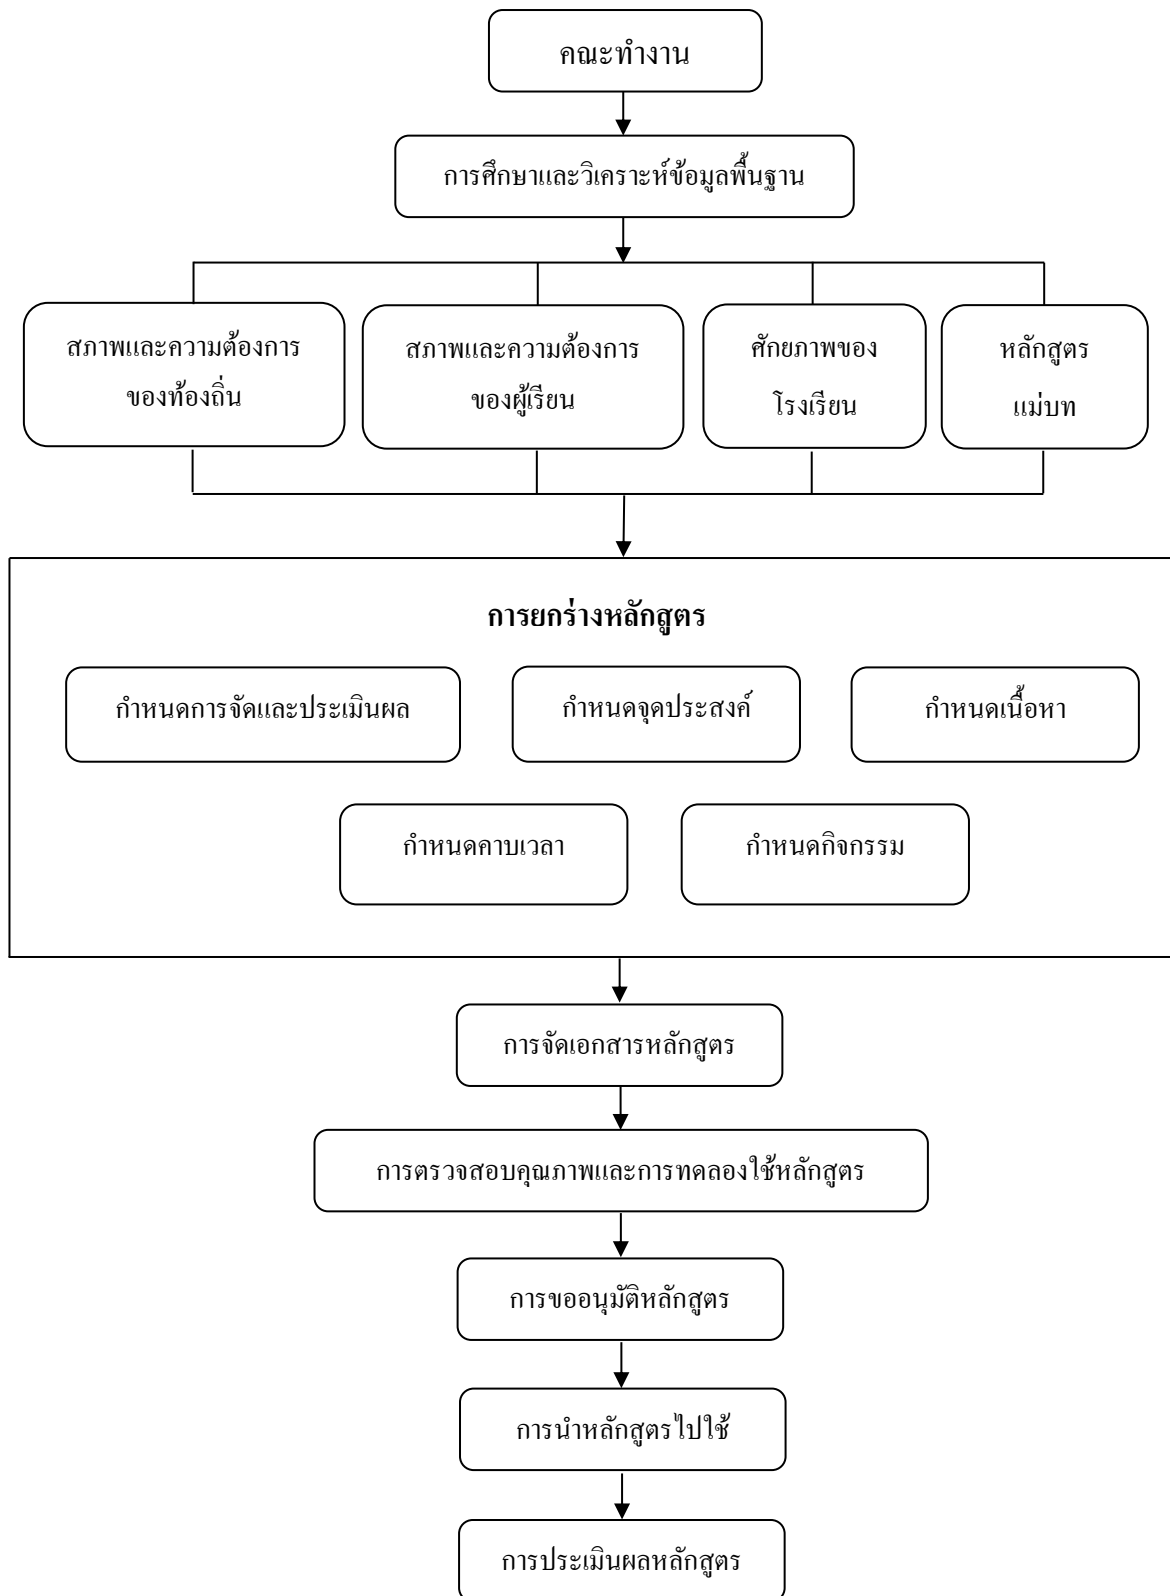 คณะทำงาน
การศึกษาและวิเคราะห์ข้อมูลพื้นฐาน
สภาพและความต้องการ
ของท้องถิ่น
สภาพและความต้องการ
ของผู้เรียน
ศักยภาพของ
โรงเรียน
หลักสูตร
แม่บท
การยกร่างหลักสูตร
กำหนดการจัดและประเมินผล
กำหนดจุดประสงค์
กำหนดเนื้อหา
กำหนดคาบเวลา
กำหนดกิจกรรม
การจัดเอกสารหลักสูตร
การตรวจสอบคุณภาพและการทดลองใช้หลักสูตร
การขออนุมัติหลักสูตร
การนำหลักสูตรไปใช้
การประเมินผลหลักสูตร